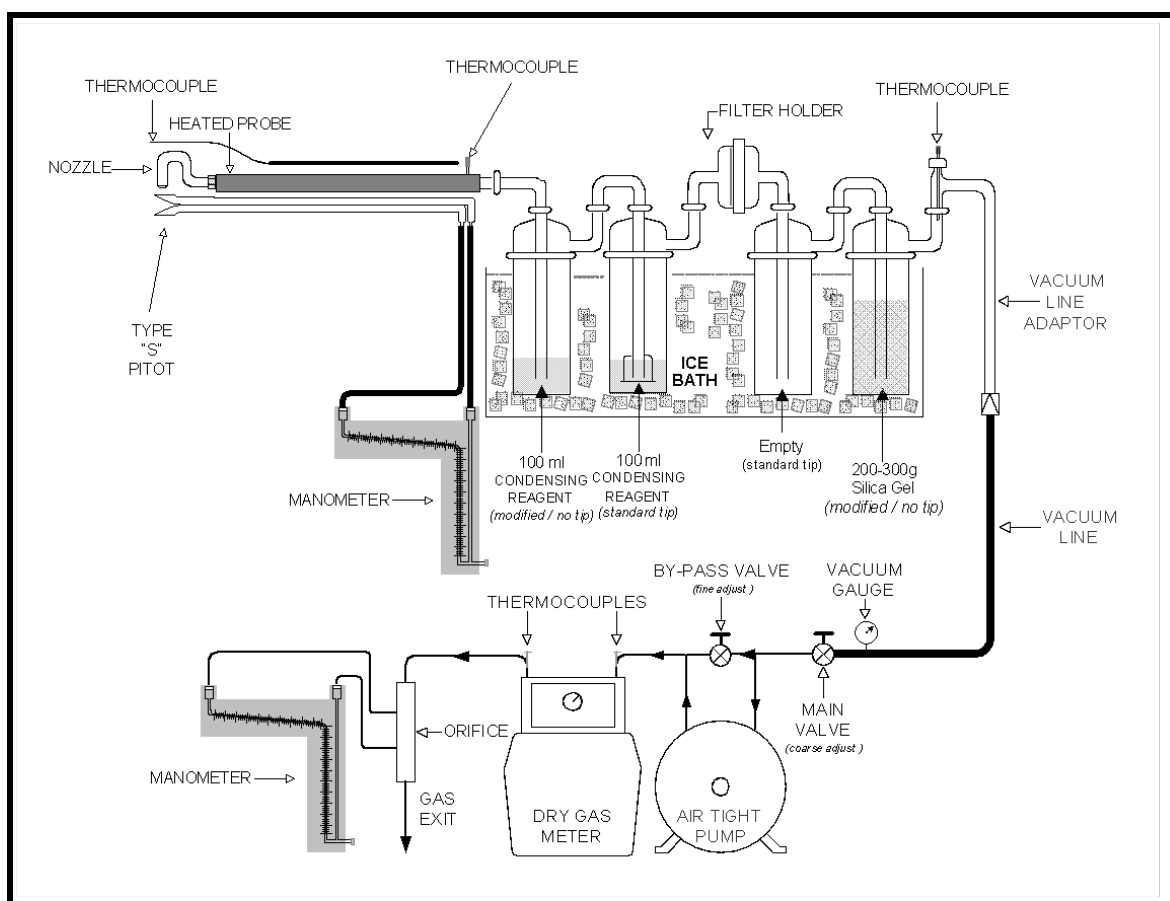 THERMOCOUPLE
THERMOCOUPLE
THERMOCOUPLE
FILTER HOLDER
HEATED PROBE
NOZZLE
TYPE
"S"
PITOT
VACUUM
LINE
ADAPTOR
ICE
BATH
100 ml
CONDENSING
REAGENT
(modified / no tip)
100 ml
CONDENSING
REAGENT
(standard tip)
Empty
(standard tip)
200-300g
Silica Gel
(modified / no tip)
MANOMETER
VACUUM
LINE
BY-PASS VALVE
(fine adjust )
VACUUM
GAUGE
THERMOCOUPLES
MAIN
VALVE
(coarse adjust )
ORIFICE
MANOMETER
GAS
EXIT
DRY GAS
METER
AIR TIGHT
PUMP